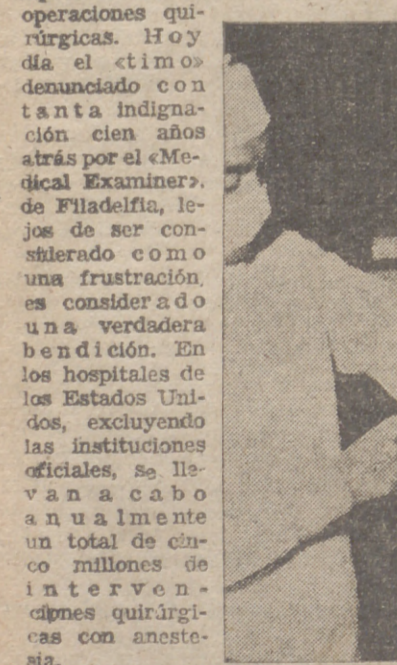 operaciones qui-
rúrgicas. Hoy
día el «timo»
denunciado con
tanta indigna-
ción cien años
atrás por el «Me-
dical Examiner».
de Filadelfia, le-
jos de ser con-
siderado como
una frustración,
es considerado
una verdadera
bendición. En
los hospitales de
los Estados Uni-
dos, excluyendo
las instituciones
oficiales, se lle-
van a cabo
anualmente
un total de cin-
co millones de
interven-
ciones quirúrgi-
cas con aneste-
sia.